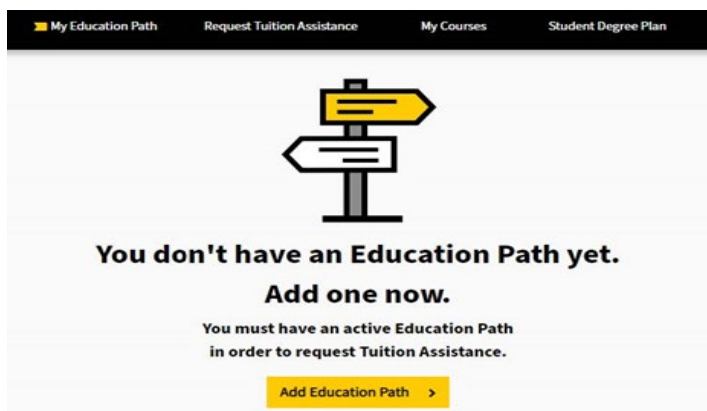 My Education Path Request Tuition Assistance My Courses Student Degree Plan
You don't have an Education Path yet.
Add one now.
You must have an active Education Path
in order to request Tuition Assistance.
Add Education Path >